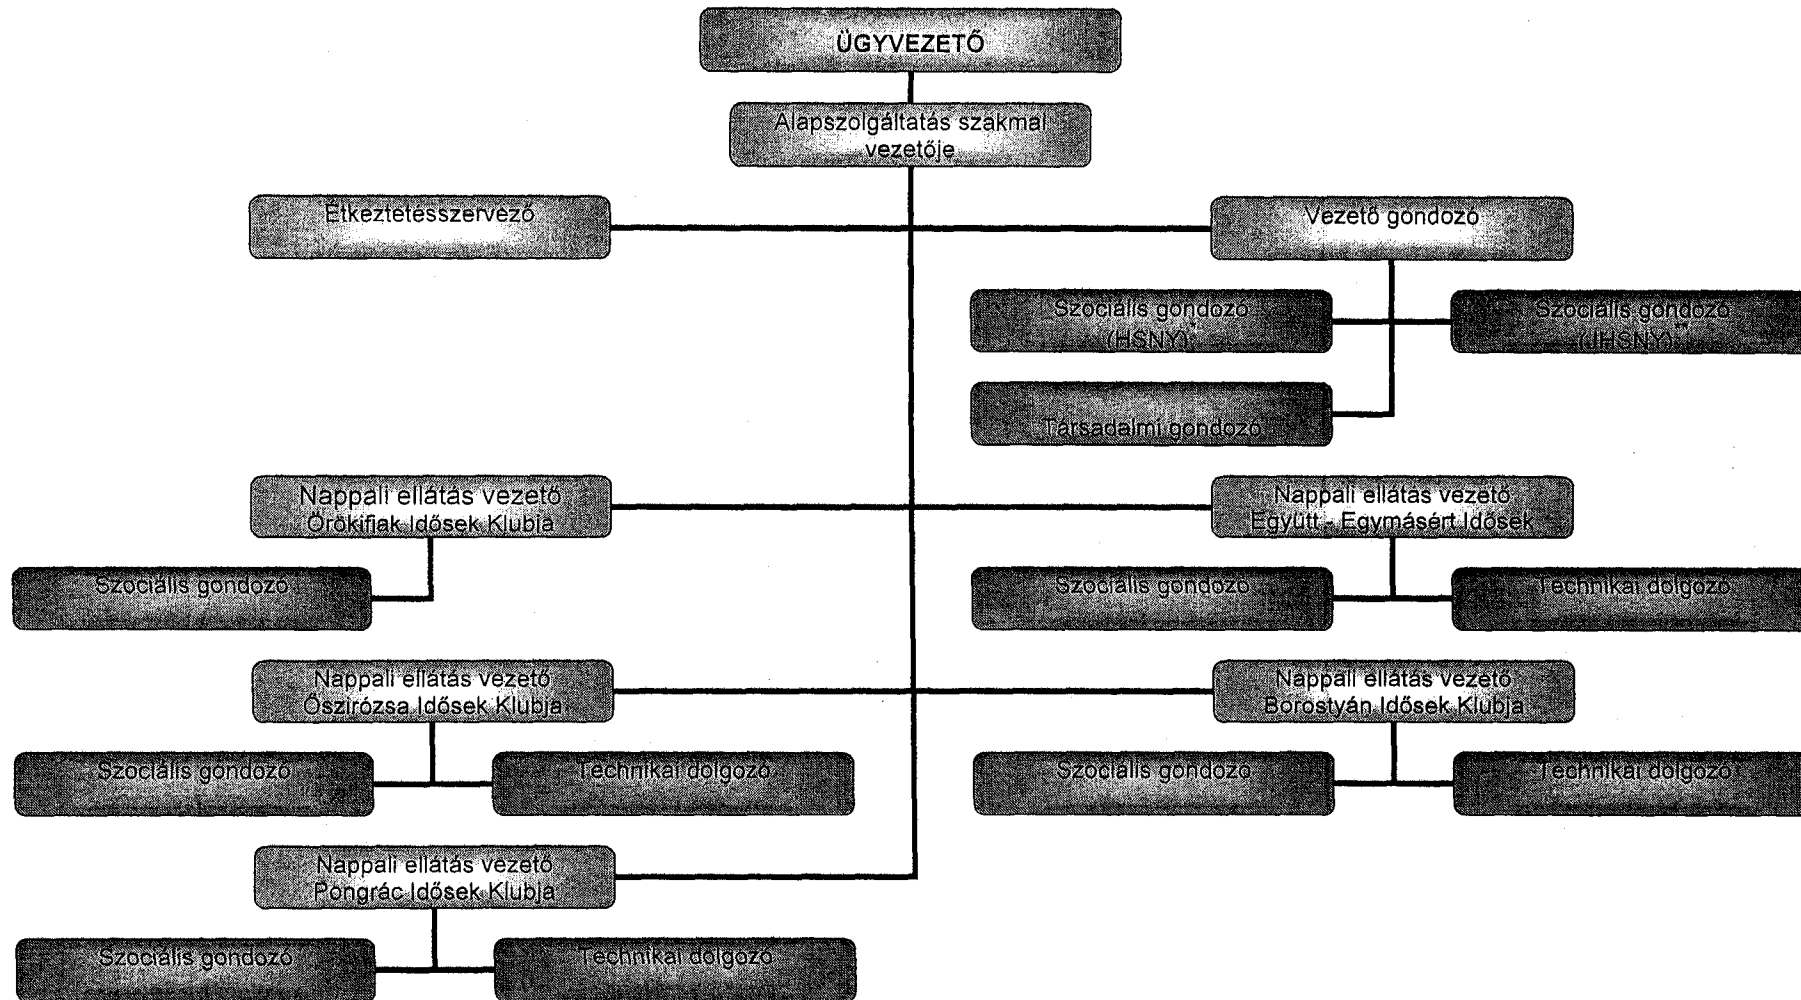 ÜGYVEZETŐ
Alapszolgáltatás szakmai
vezetője
Étkeztetésszervező
Vezető gondozó
Szociális gondozó
(HSNY)*
Szociális gondozó
(JHSNY)**
Társadalmi gondozó
Nappali ellátás vezető
Örökifjak Idősek Klubja
Nappali ellátás vezető
Együtt - Egymásért Idősek
Szociális gondozó
Szociális gondozó
Technikai dolgozó
Nappali ellátás vezető
Őszirózsa Idősek Klubja
Nappali ellátás vezető
Borostyán Idősek Klubja
Szociális gondozó
Technikai dolgozó
Szociális gondozó
Technikai dolgozó
Nappali ellátás vezető
Pongrác Idősek Klubja
Szociális gondozó
Technikai dolgozó